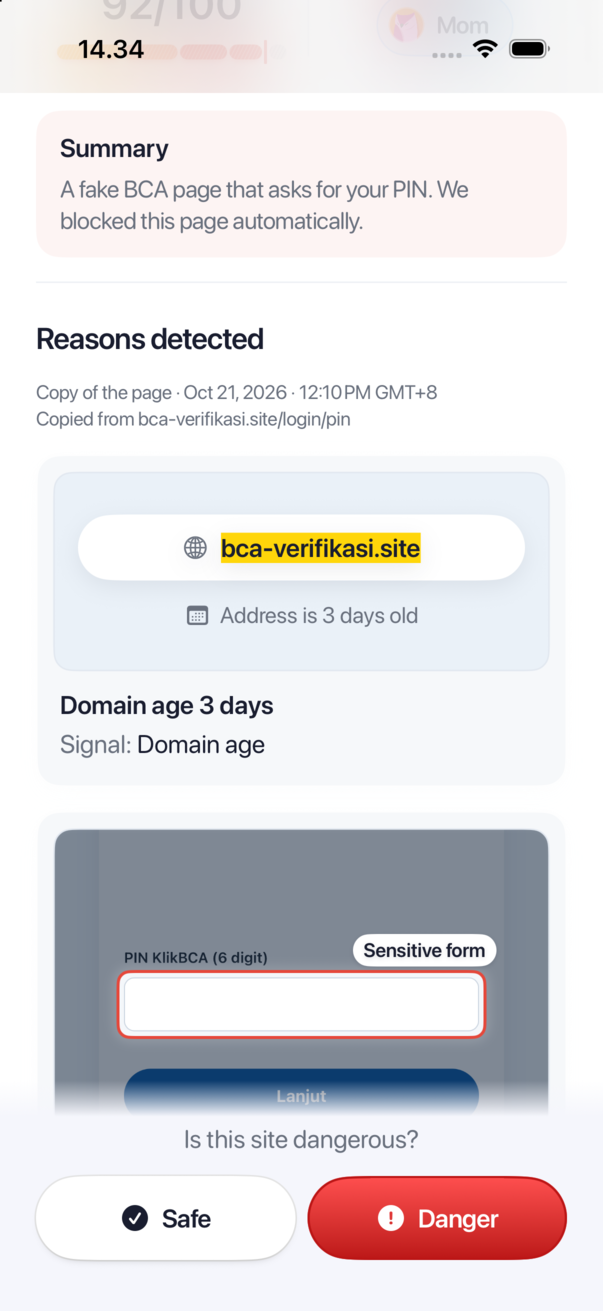 92/100
Mom
14.34
Summary
A fake BCA page that asks for your PIN. We
blocked this page automatically.
Reasons detected
Copy of the page · Oct 21, 2026 · 12:10 PM GMT+8
Copied from bca-verifikasi.site/login/pin
bca-verifikasi.site
Address is 3 days old
Domain age 3 days
Signal: Domain age
Sensitive form
PIN KlikBCA (6 digit)
Lanjut
Is this site dangerous?
Safe
Danger